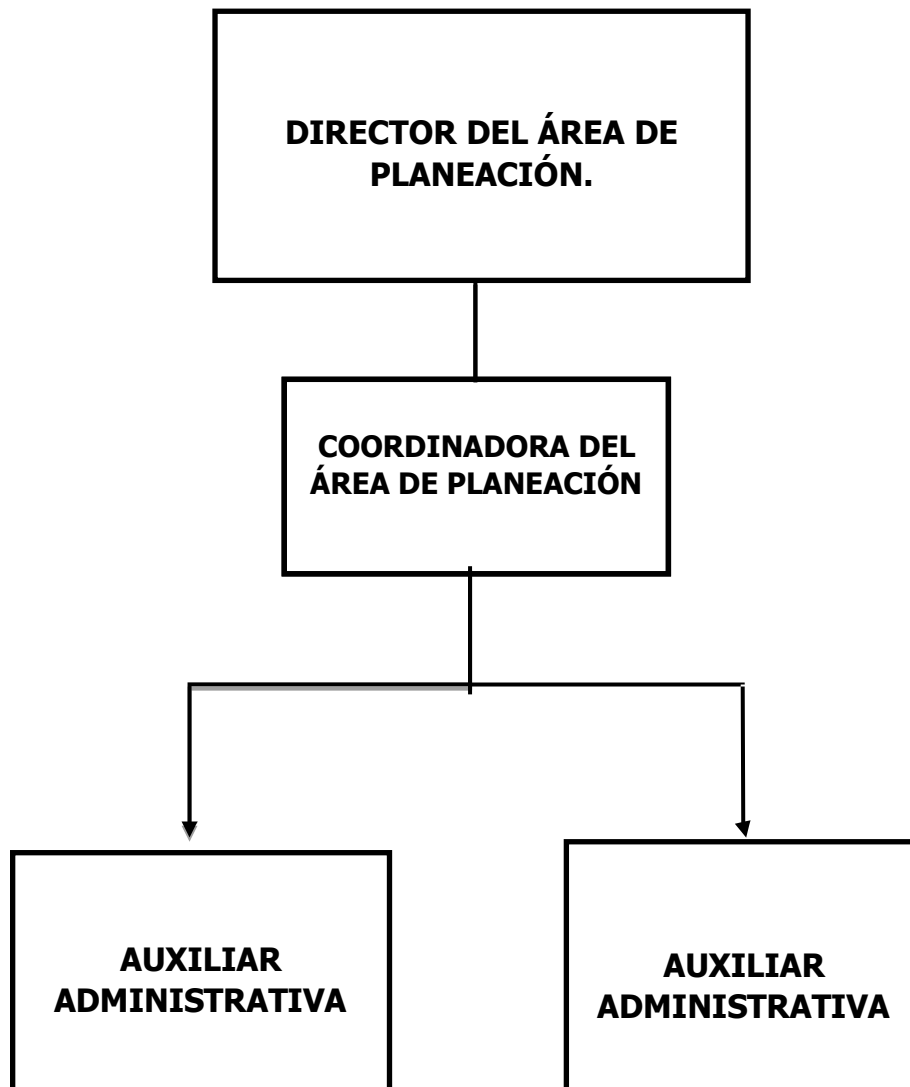 DIRECTOR DEL ÁREA DE
PLANEACIÓN.
COORDINADORA DEL
ÁREA DE PLANEACIÓN
AUXILIAR
ADMINISTRATIVA
AUXILIAR
ADMINISTRATIVA